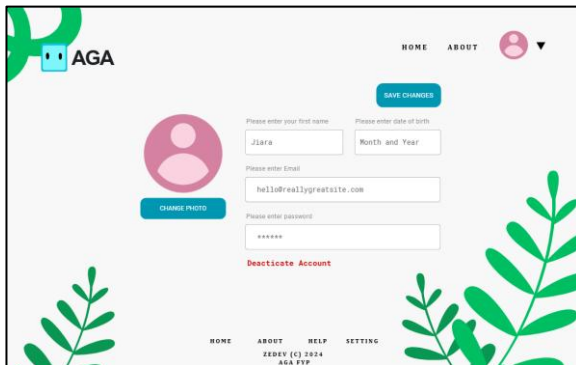 AGA
HOME ABOUT
SAVE CHANGES
Please enter your first name Please enter date of birth
Jiara Month and Year
Please enter Email
hello@reallygreatsite.com
CHANGE PHOTO
Please enter password
******
Deacticate Account
HOME ABOUT HELP SETTING
ZEDEV (C) 2024
AGA FYP